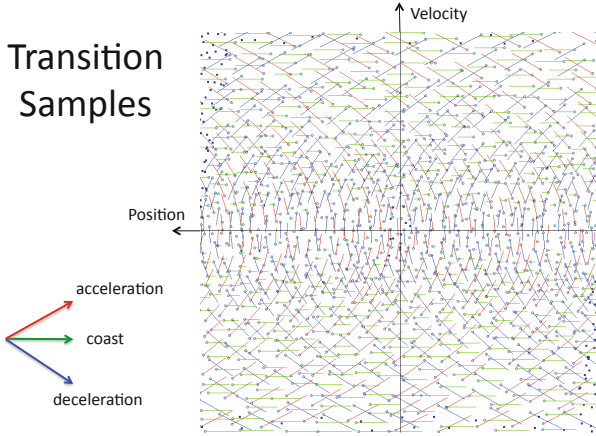 Transition
Samples
Velocity
Position
acceleration
coast
deceleration